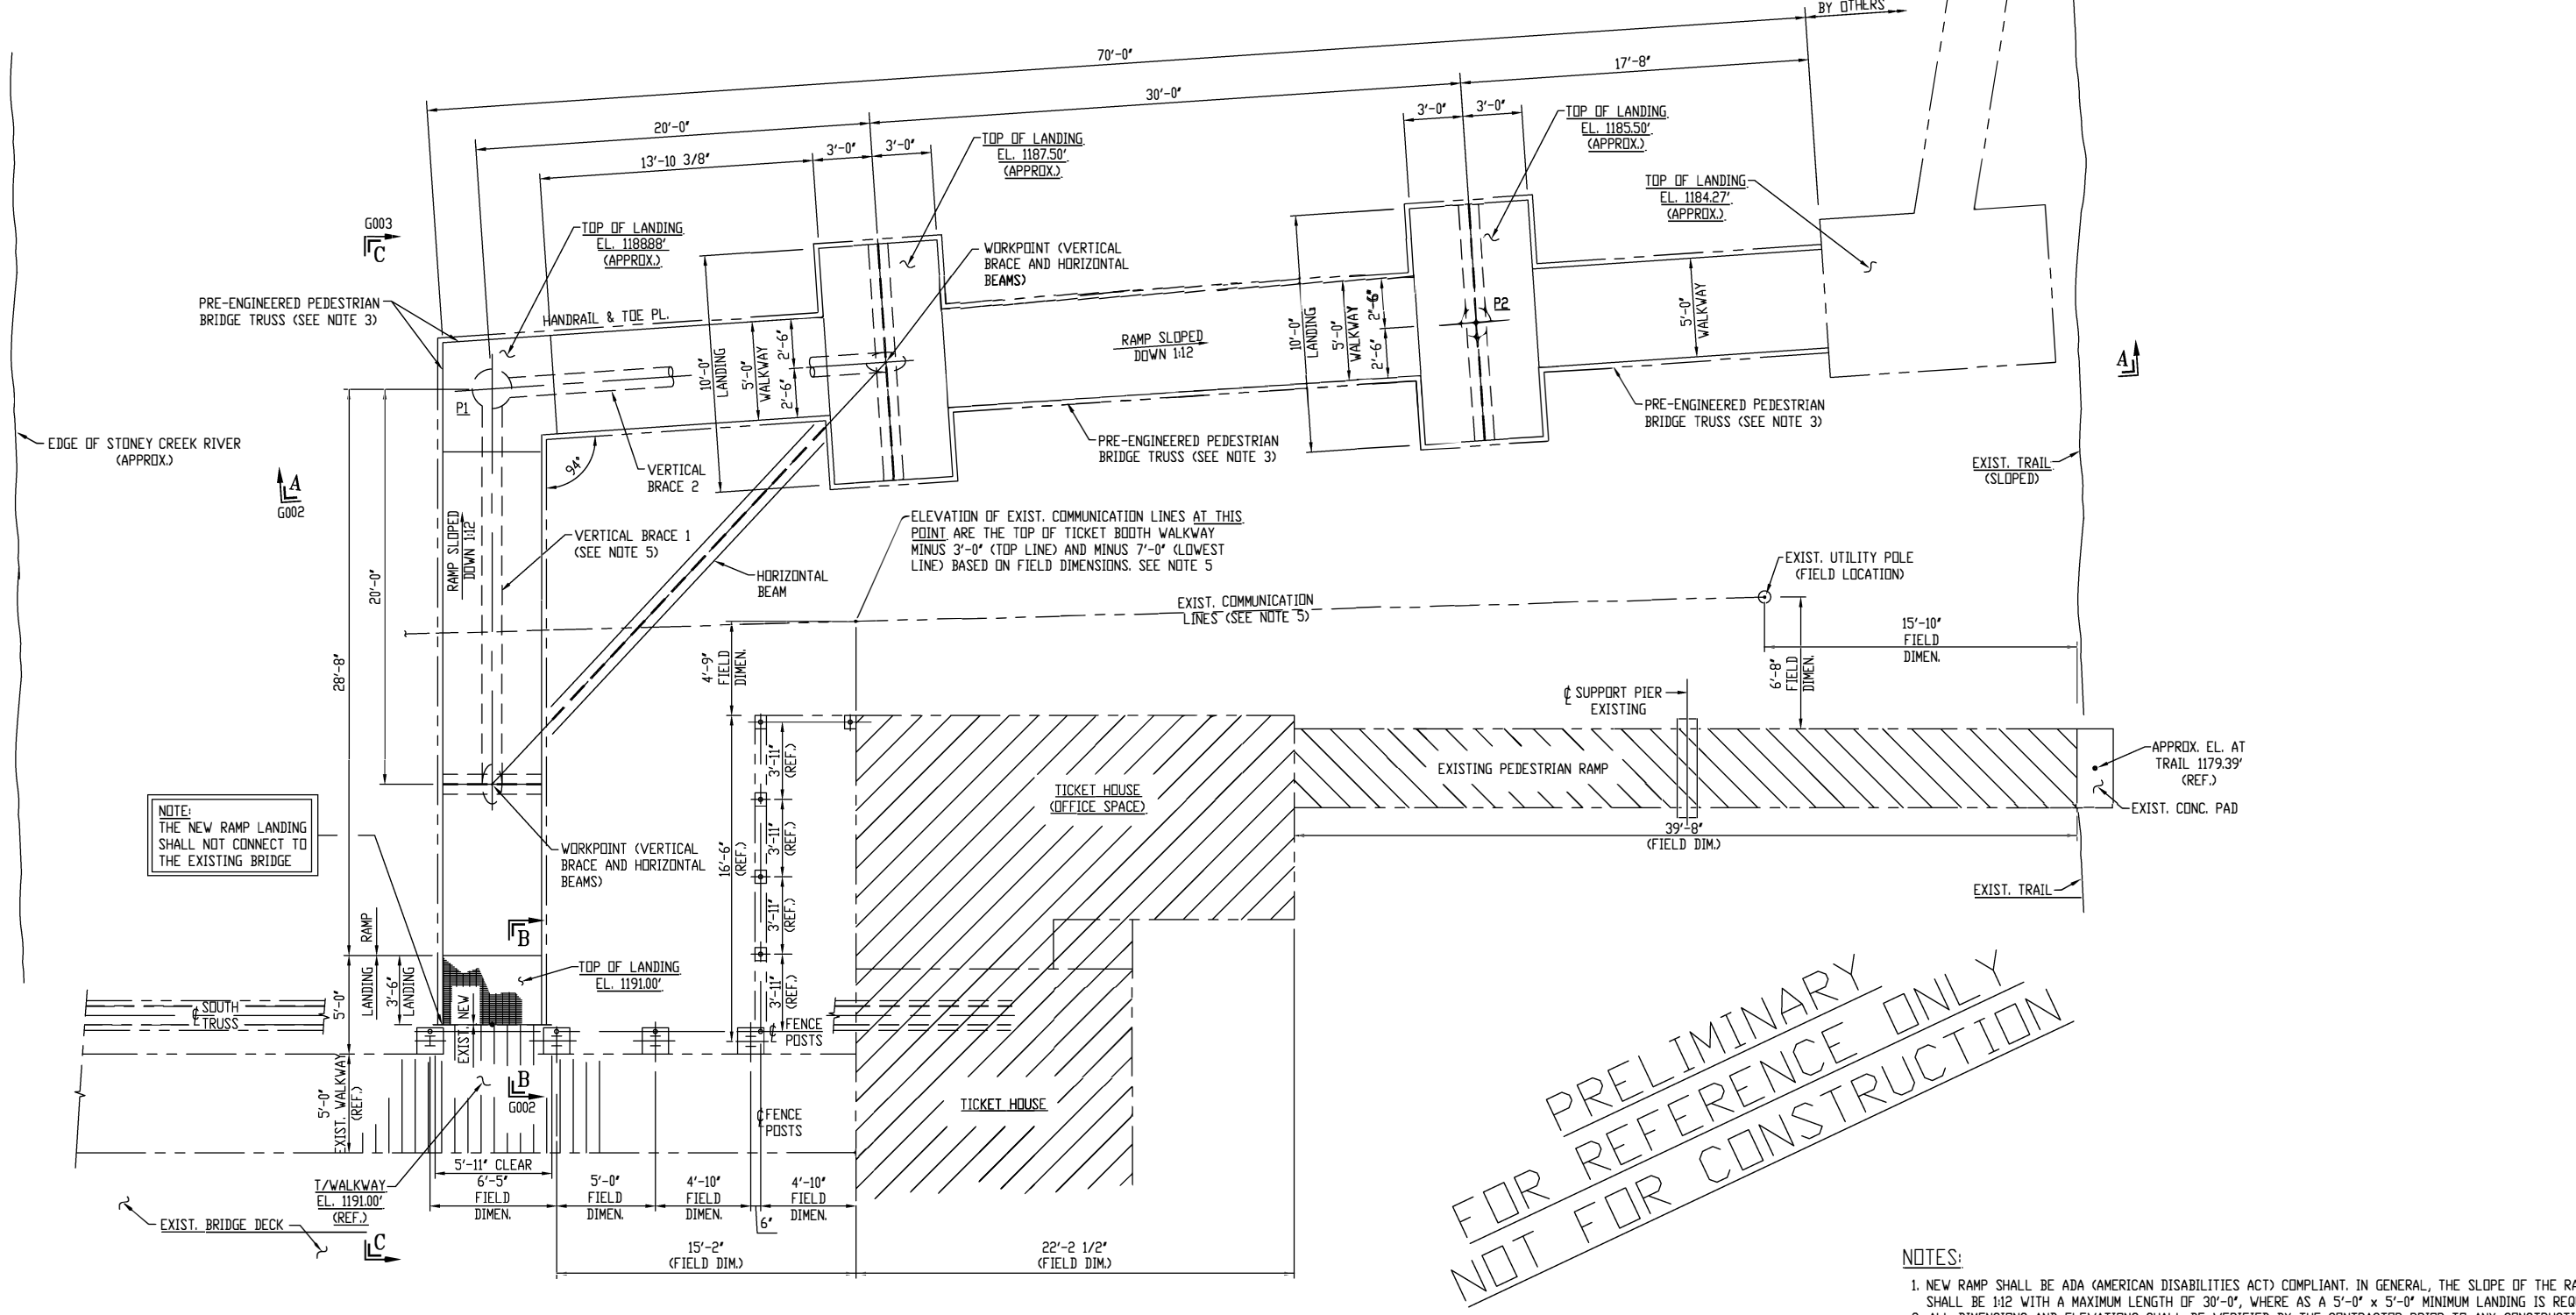 BY OTHERS
70'-0"
17'-8"
30'-0"
20'-0"
3'-0"
3'-0"
13'-10 3/8"
3'-0"
3'-0"
TOP OF LANDING
EL. 1187.50'
(APPROX.)
TOP OF LANDING
EL. 1185.50'
(APPROX.)
TOP OF LANDING
EL. 1184.27'
(APPROX.)
G003
C
TOP OF LANDING
EL. 1188.88'
(APPROX.)
WORKPOINT (VERTICAL
BRACE AND HORIZONTAL
BEAMS)
PRE-ENGINEERED PEDESTRIAN
BRIDGE TRUSS (SEE NOTE 3)
HANDRAIL & TOE PL.
10'-0"
LANDING
5'-0"
WALKWAY
2'-6"
2'-6"
RAMP SLOPED
DOWN 1:12
10'-0"
LANDING
5'-0"
WALKWAY
2'-6"
2'-6"
P2
5'-0"
WALKWAY
A
P1
PRE-ENGINEERED PEDESTRIAN
BRIDGE TRUSS (SEE NOTE 3)
PRE-ENGINEERED PEDESTRIAN
BRIDGE TRUSS (SEE NOTE 3)
EDGE OF STONEY CREEK RIVER
(APPROX.)
94°
VERTICAL
BRACE 2
EXIST. TRAIL
(SLOPED)
A
G002
RAMP SLOPED
DOWN 1:12
VERTICAL BRACE 1
(SEE NOTE 5)
ELEVATION OF EXIST. COMMUNICATION LINES AT THIS
POINT ARE THE TOP OF TICKET BOOTH WALKWAY
MINUS 3'-0" (TOP LINE) AND MINUS 7'-0" (LOWEST
LINE) BASED ON FIELD DIMENSIONS. SEE NOTE 5
HORIZONTAL
BEAM
20'-0"
28'-8"
EXIST. COMMUNICATION
LINES (SEE NOTE 5)
EXIST. UTILITY POLE
(FIELD LOCATION)
15'-10"
FIELD
DIMEN.
6'-8"
FIELD
DIMEN.
4'-9"
FIELD
DIMEN.
℄ SUPPORT PIER
EXISTING
3'-11"
(REF.)
3'-11"
(REF.)
3'-11"
(REF.)
3'-11"
(REF.)
16'-6"
(REF.)
TICKET HOUSE
(OFFICE SPACE)
EXISTING PEDESTRIAN RAMP
APPROX. EL. AT
TRAIL 1179.39'
(REF.)
EXIST. CONC. PAD
39'-8"
(FIELD DIM.)
NOTE:
THE NEW RAMP LANDING
SHALL NOT CONNECT TO
THE EXISTING BRIDGE
WORKPOINT (VERTICAL
BRACE AND HORIZONTAL
BEAMS)
EXIST. TRAIL
RAMP
LANDING
3'-6"
LANDING
5'-0"
B
TOP OF LANDING
EL. 1191.00'
℄ SOUTH
TRUSS
NEW
EXIST.
℄ FENCE
POSTS
5'-0"
EXIST. WALKWAY
(REF.)
B
G002
℄ FENCE
POSTS
TICKET HOUSE
5'-11" CLEAR
6'-5"
FIELD
DIMEN.
5'-0"
FIELD
DIMEN.
4'-10"
FIELD
DIMEN.
4'-10"
FIELD
DIMEN.
6"
T/WALKWAY
EL. 1191.00'
(REF.)
EXIST. BRIDGE DECK
C
15'-2"
(FIELD DIM.)
22'-2 1/2"
(FIELD DIM.)
PRELIMINARY
FOR REFERENCE ONLY
NOT FOR CONSTRUCTION
NOTES:
1. NEW RAMP SHALL BE ADA (AMERICAN DISABILITIES ACT) COMPLIANT. IN GENERAL, THE SLOPE OF THE
SHALL BE 1:12 WITH A MAXIMUM LENGTH OF 30'-0", WHERE AS A 5'-0" x 5'-0" MINIMUM LANDING IS